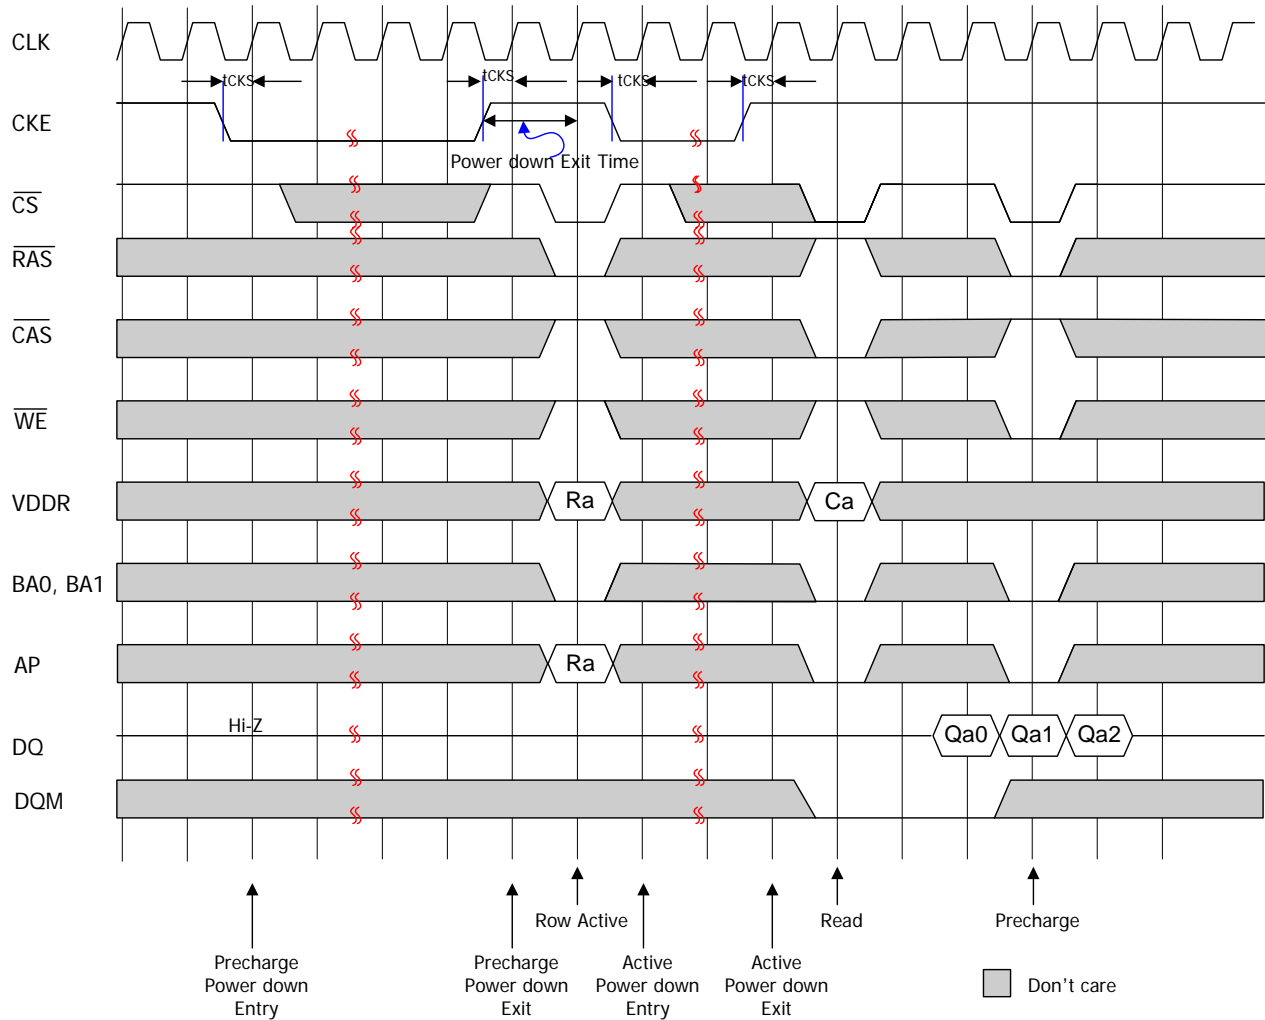 CLK
tCKS
tCKS
tCKS
tCKS
CKE
Power down Exit Time
CS
RAS
CAS
WE
VDDR
Ra
Ca
BA0, BA1
AP
Ra
Hi-Z
DQ
Qa0
Qa1
Qa2
DQM
Row Active
Read
Precharge
Precharge
Power down
Entry
Precharge
Power down
Exit
Active
Power down
Entry
Active
Power down
Exit
Don't care